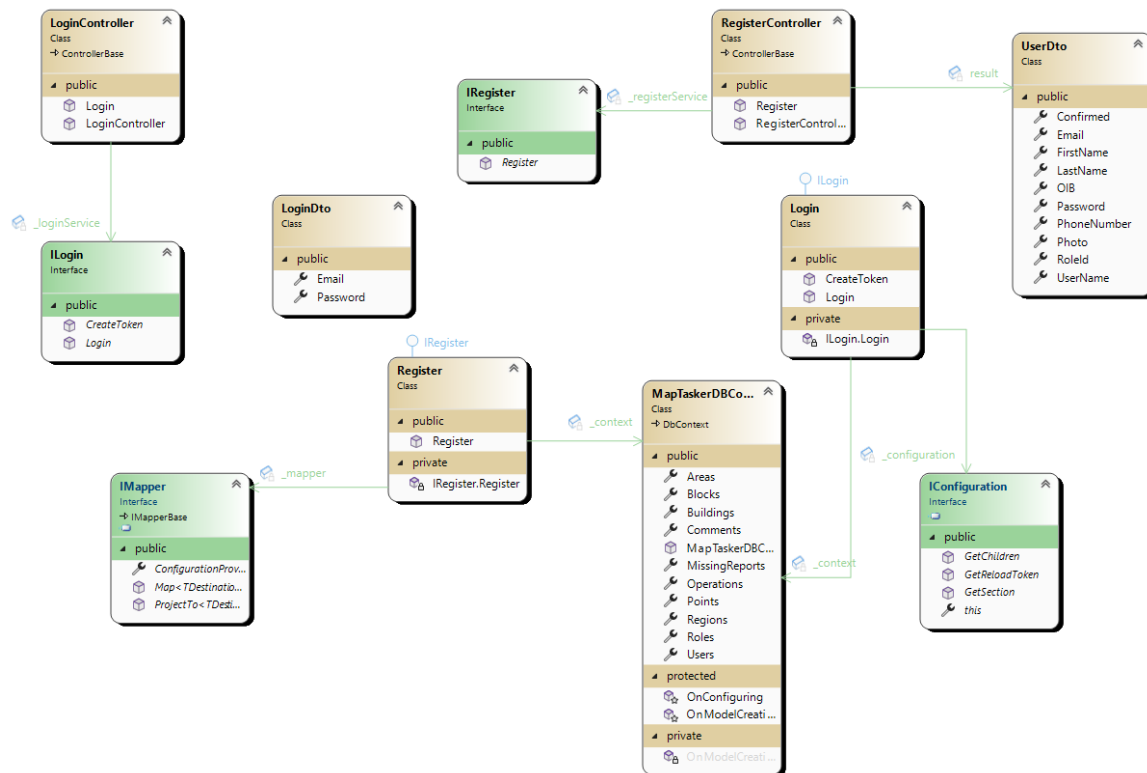 LoginController
Class
ControllerBase
public
Login
LoginController
_loginService
ILogin
Interface
public
CreateToken
Login
LoginDto
Class
public
Email
Password
IRegister
Interface
public
Register
_registerService
RegisterController
Class
ControllerBase
public
Register
RegisterControl...
result
UserDto
Class
public
Confirmed
Email
FirstName
LastName
OIB
Password
PhoneNumber
Photo
RoleId
UserName
ILogin
Login
Class
public
CreateToken
Login
private
ILogin.Login
IRegister
Register
Class
public
Register
private
IRegister.Register
_context
_mapper
IMapper
Interface
IMapperBase
public
ConfigurationProv...
Map<TDestinatio...
ProjectTo<TDesti...
MapTaskerDBCo...
Class
DbContext
public
Areas
Blocks
Buildings
Comments
MapTaskerDBC...
MissingReports
Operations
Points
Regions
Roles
Users
protected
OnConfiguring
OnModelCreati...
private
OnModelCreati...
_context
_configuration
IConfiguration
Interface
public
GetChildren
GetReloadToken
GetSection
this